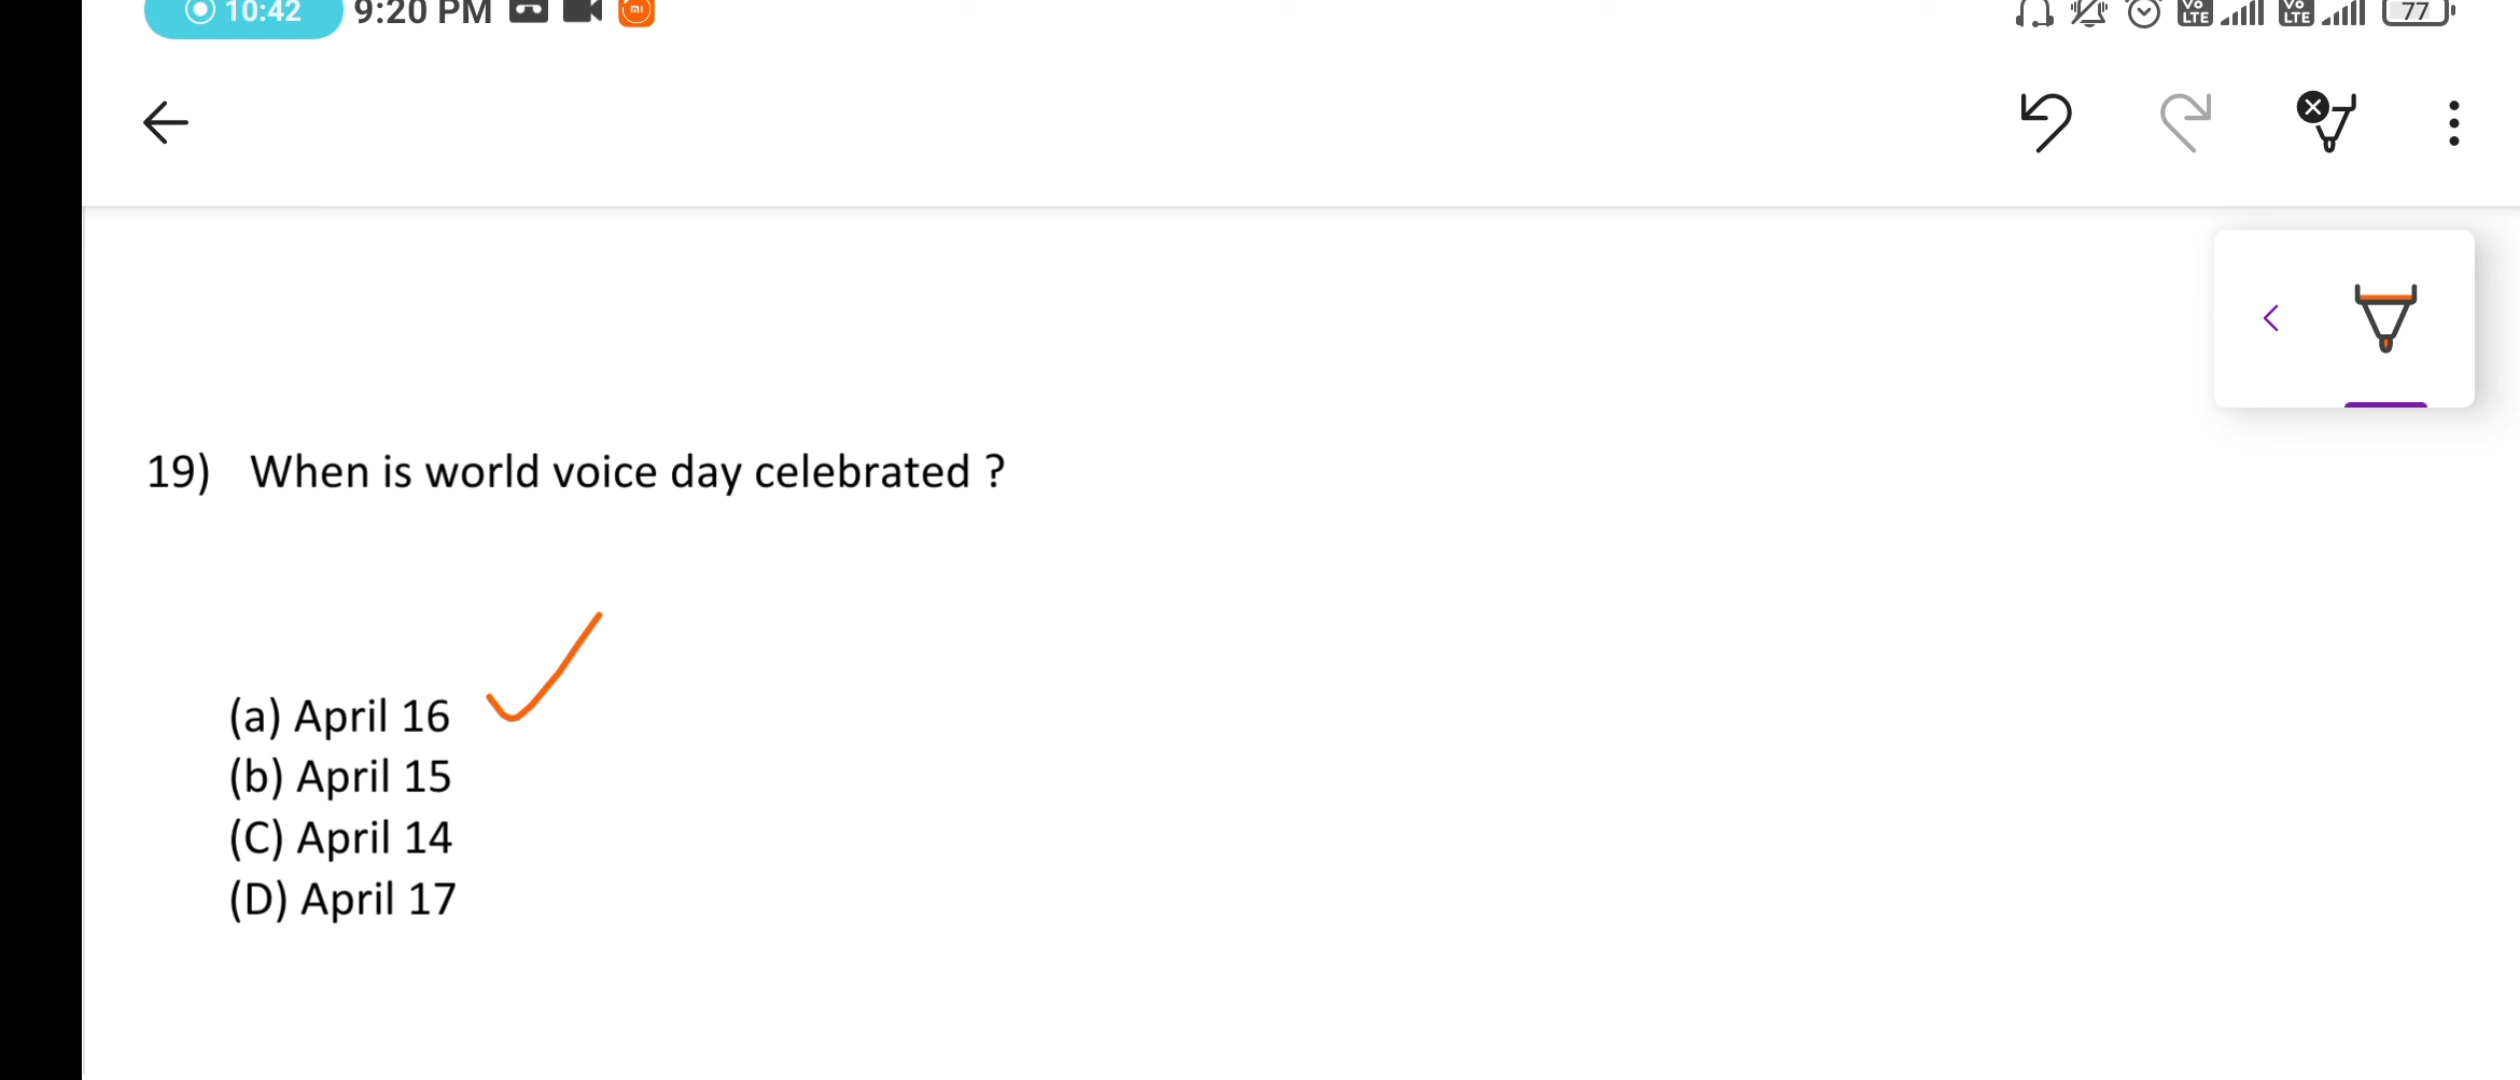 10:42 9:20 PM 77
19) When is world voice day celebrated ?
(a) April 16
(b) April 15
(C) April 14
(D) April 17